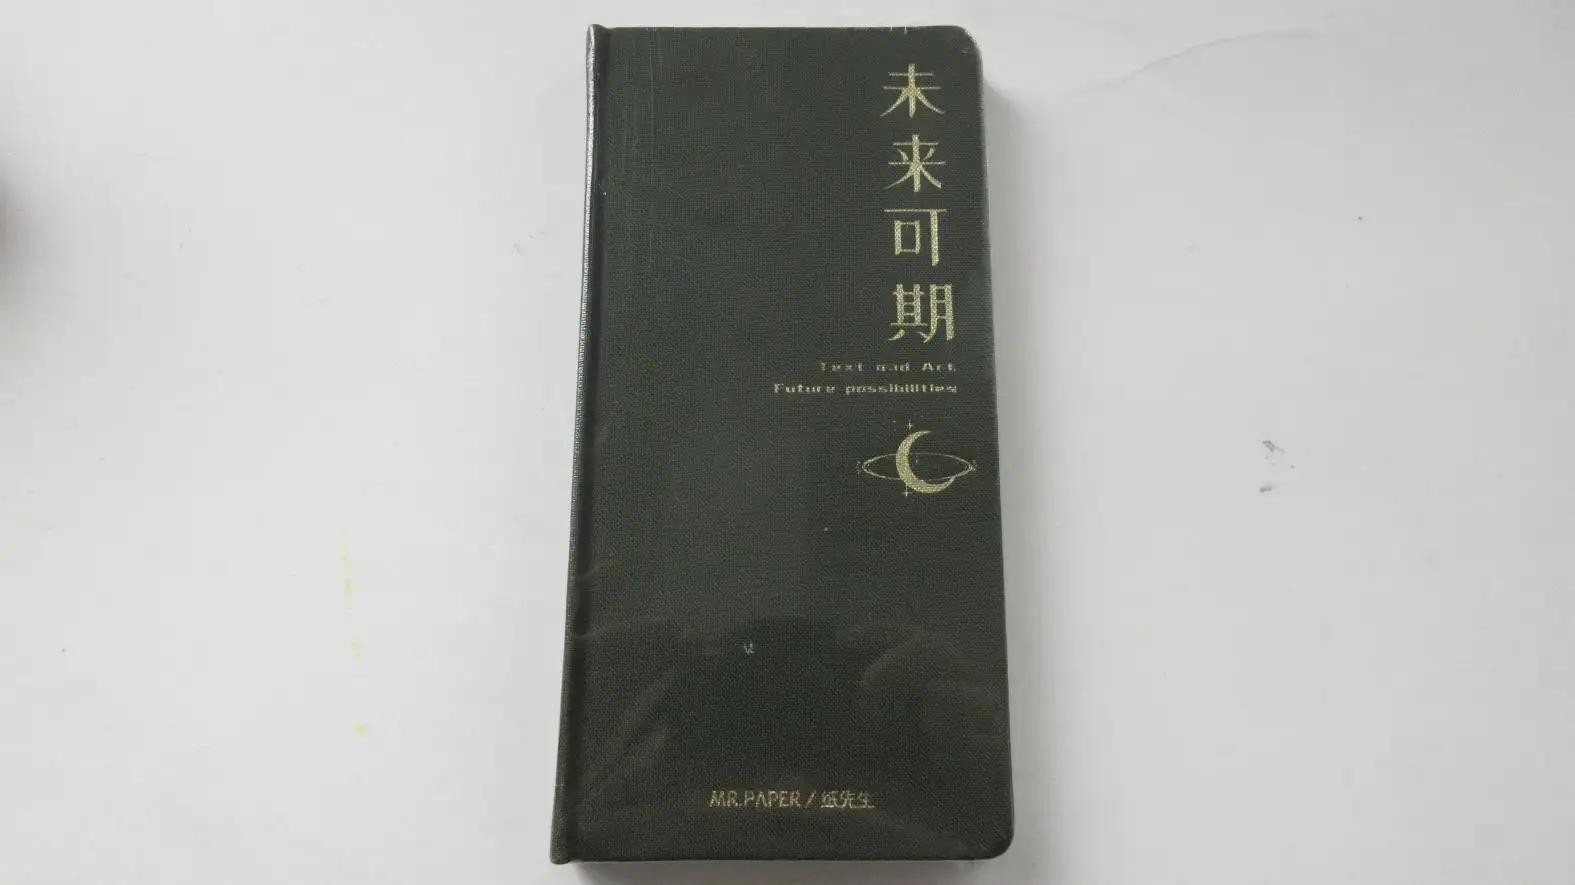 未来可期
Text and Art
Future possibilities
MR.PAPER / 纸先生